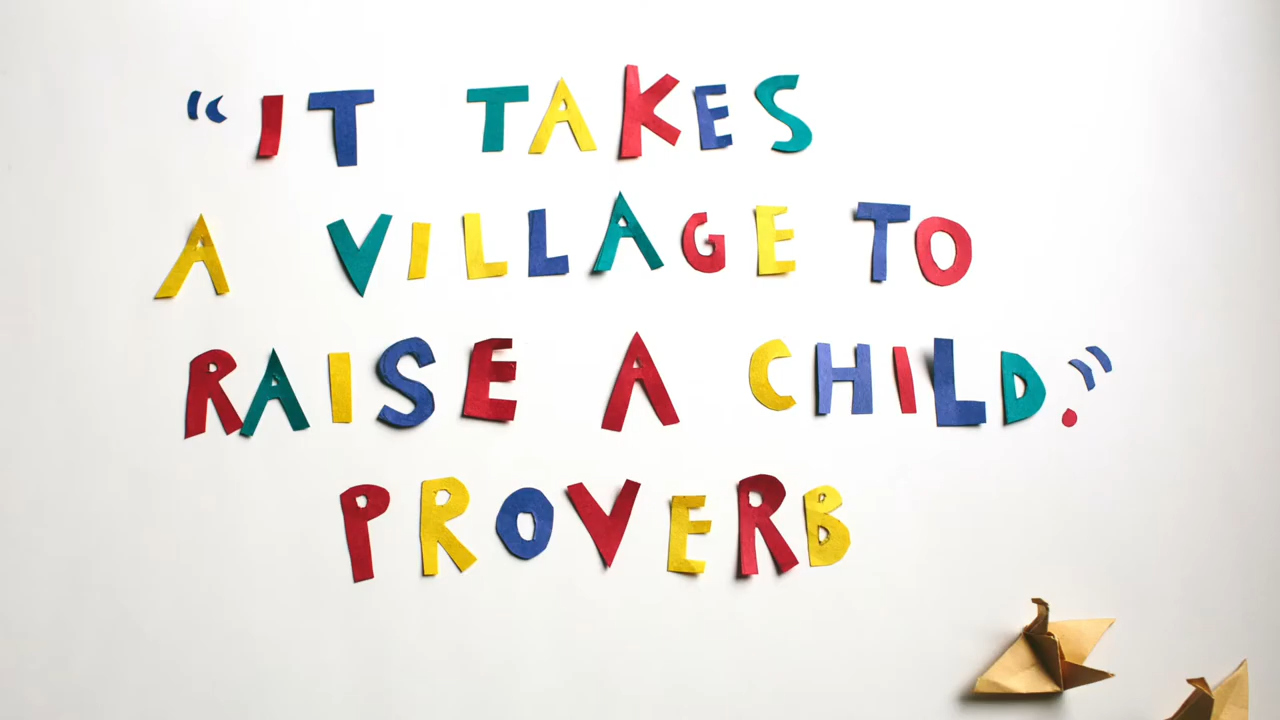 “IT TAKES
A VILLAGE TO
RAISE A CHILD.”
PROVERB